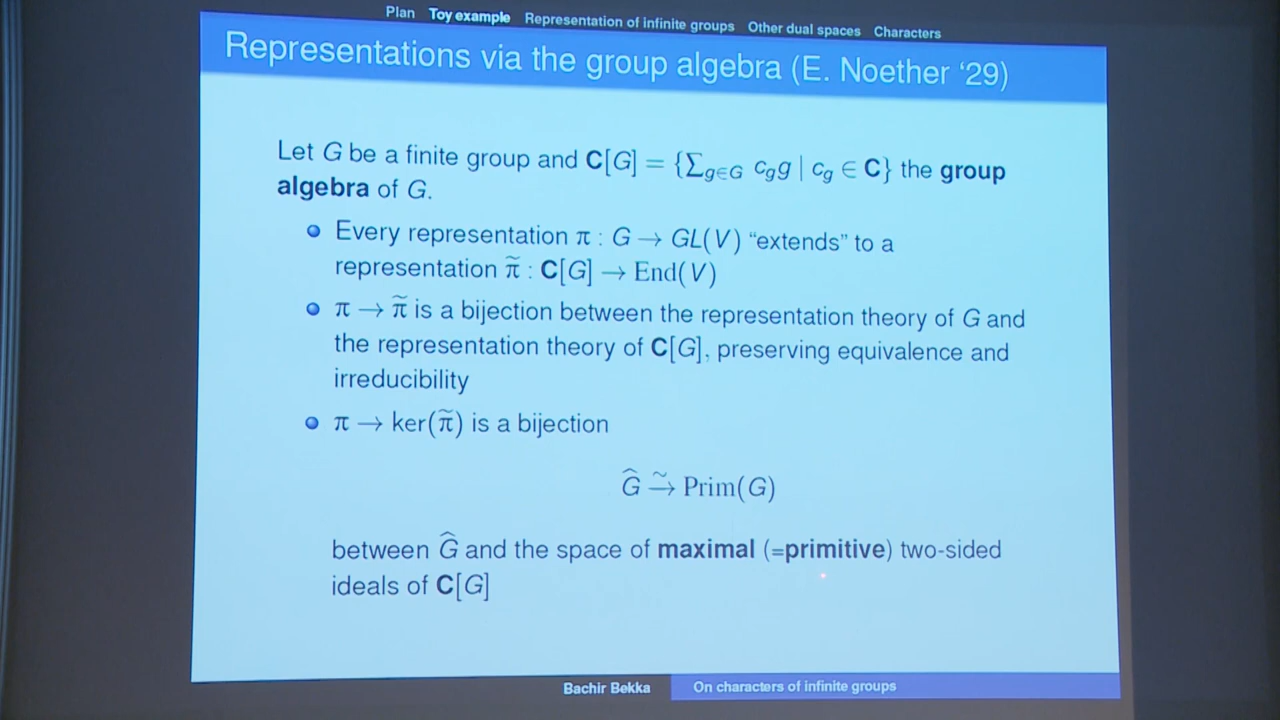 Plan Toy example Representation of infinite groups Other dual spaces Characters
Representations via the group algebra (E. Noether ‘29)
Let G be a finite group and C[G] = {∑_{g∈G} c_g g | c_g ∈ C} the group
algebra of G.
Every representation π : G → GL(V) “extends” to a
representation π̃ : C[G] → End(V)
π → π̃ is a bijection between the representation theory of G and
the representation theory of C[G], preserving equivalence and
irreducibility
π → ker(π̃) is a bijection
Ĝ →̃ Prim(G)
between Ĝ and the space of maximal (=primitive) two-sided
ideals of C[G]
Bachir Bekka On characters of infinite groups